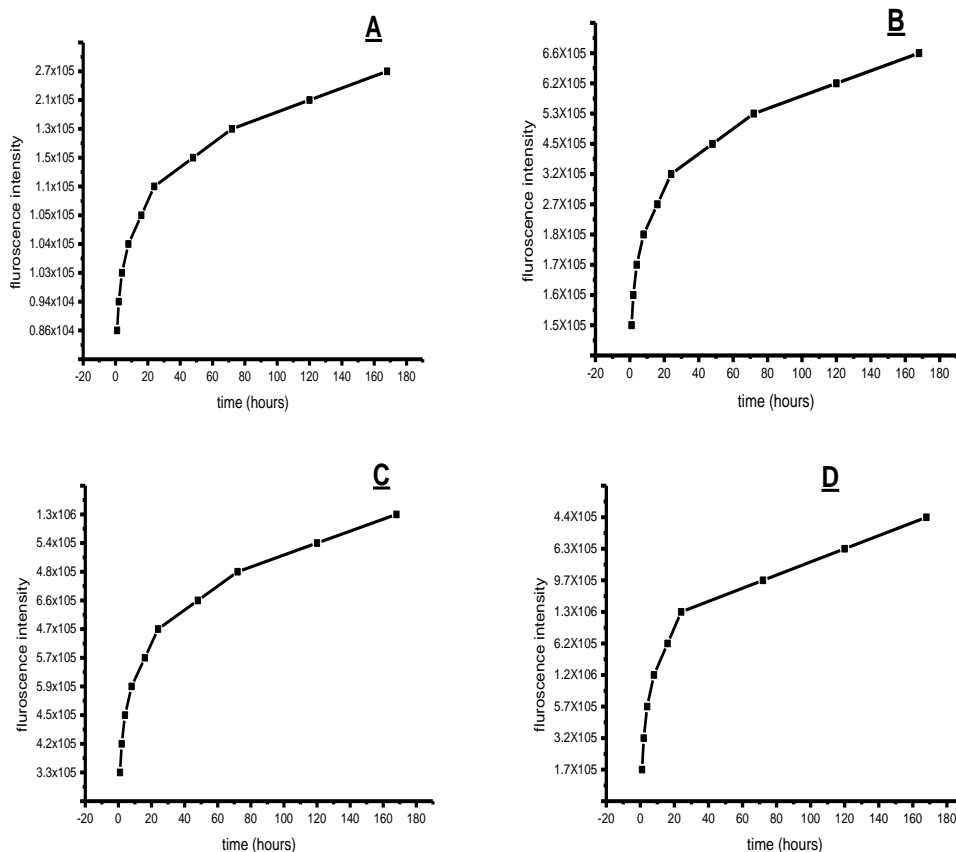 A
fluroscence intensity
2.7x105
2.1x105
1.3x105
1.5x105
1.1x105
1.05x105
1.04x105
1.03x105
0.94x104
0.86x104
-20 0 20 40 60 80 100 120 140 160 180
time (hours)
B
fluroscence intensity
6.6X105
6.2X105
5.3X105
4.5X105
3.2X105
2.7X105
1.8X105
1.7X105
1.6X105
1.5X105
-20 0 20 40 60 80 100 120 140 160 180
time (hours)
C
fluroscence intensity
1.3x106
5.4x105
4.8x105
6.6x105
4.7x105
5.7x105
5.9x105
4.5x105
4.2x105
3.3x105
-20 0 20 40 60 80 100 120 140 160 180
time (hours)
D
fluroscence intensity
4.4X105
6.3X105
9.7X105
1.3X106
6.2X105
1.2X106
5.7X105
3.2X105
1.7X105
-20 0 20 40 60 80 100 120 140 160 180
time (hours)